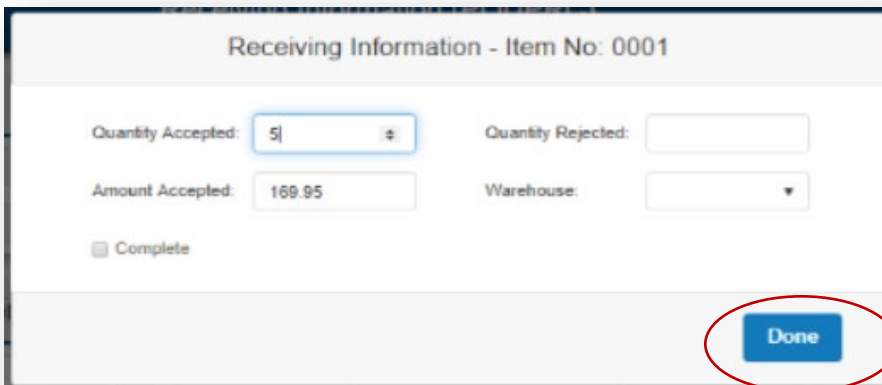 Receiving Information - Item No: 0001
Quantity Accepted: 5 Quantity Rejected:
Amount Accepted: 169.95 Warehouse:
Complete
Done